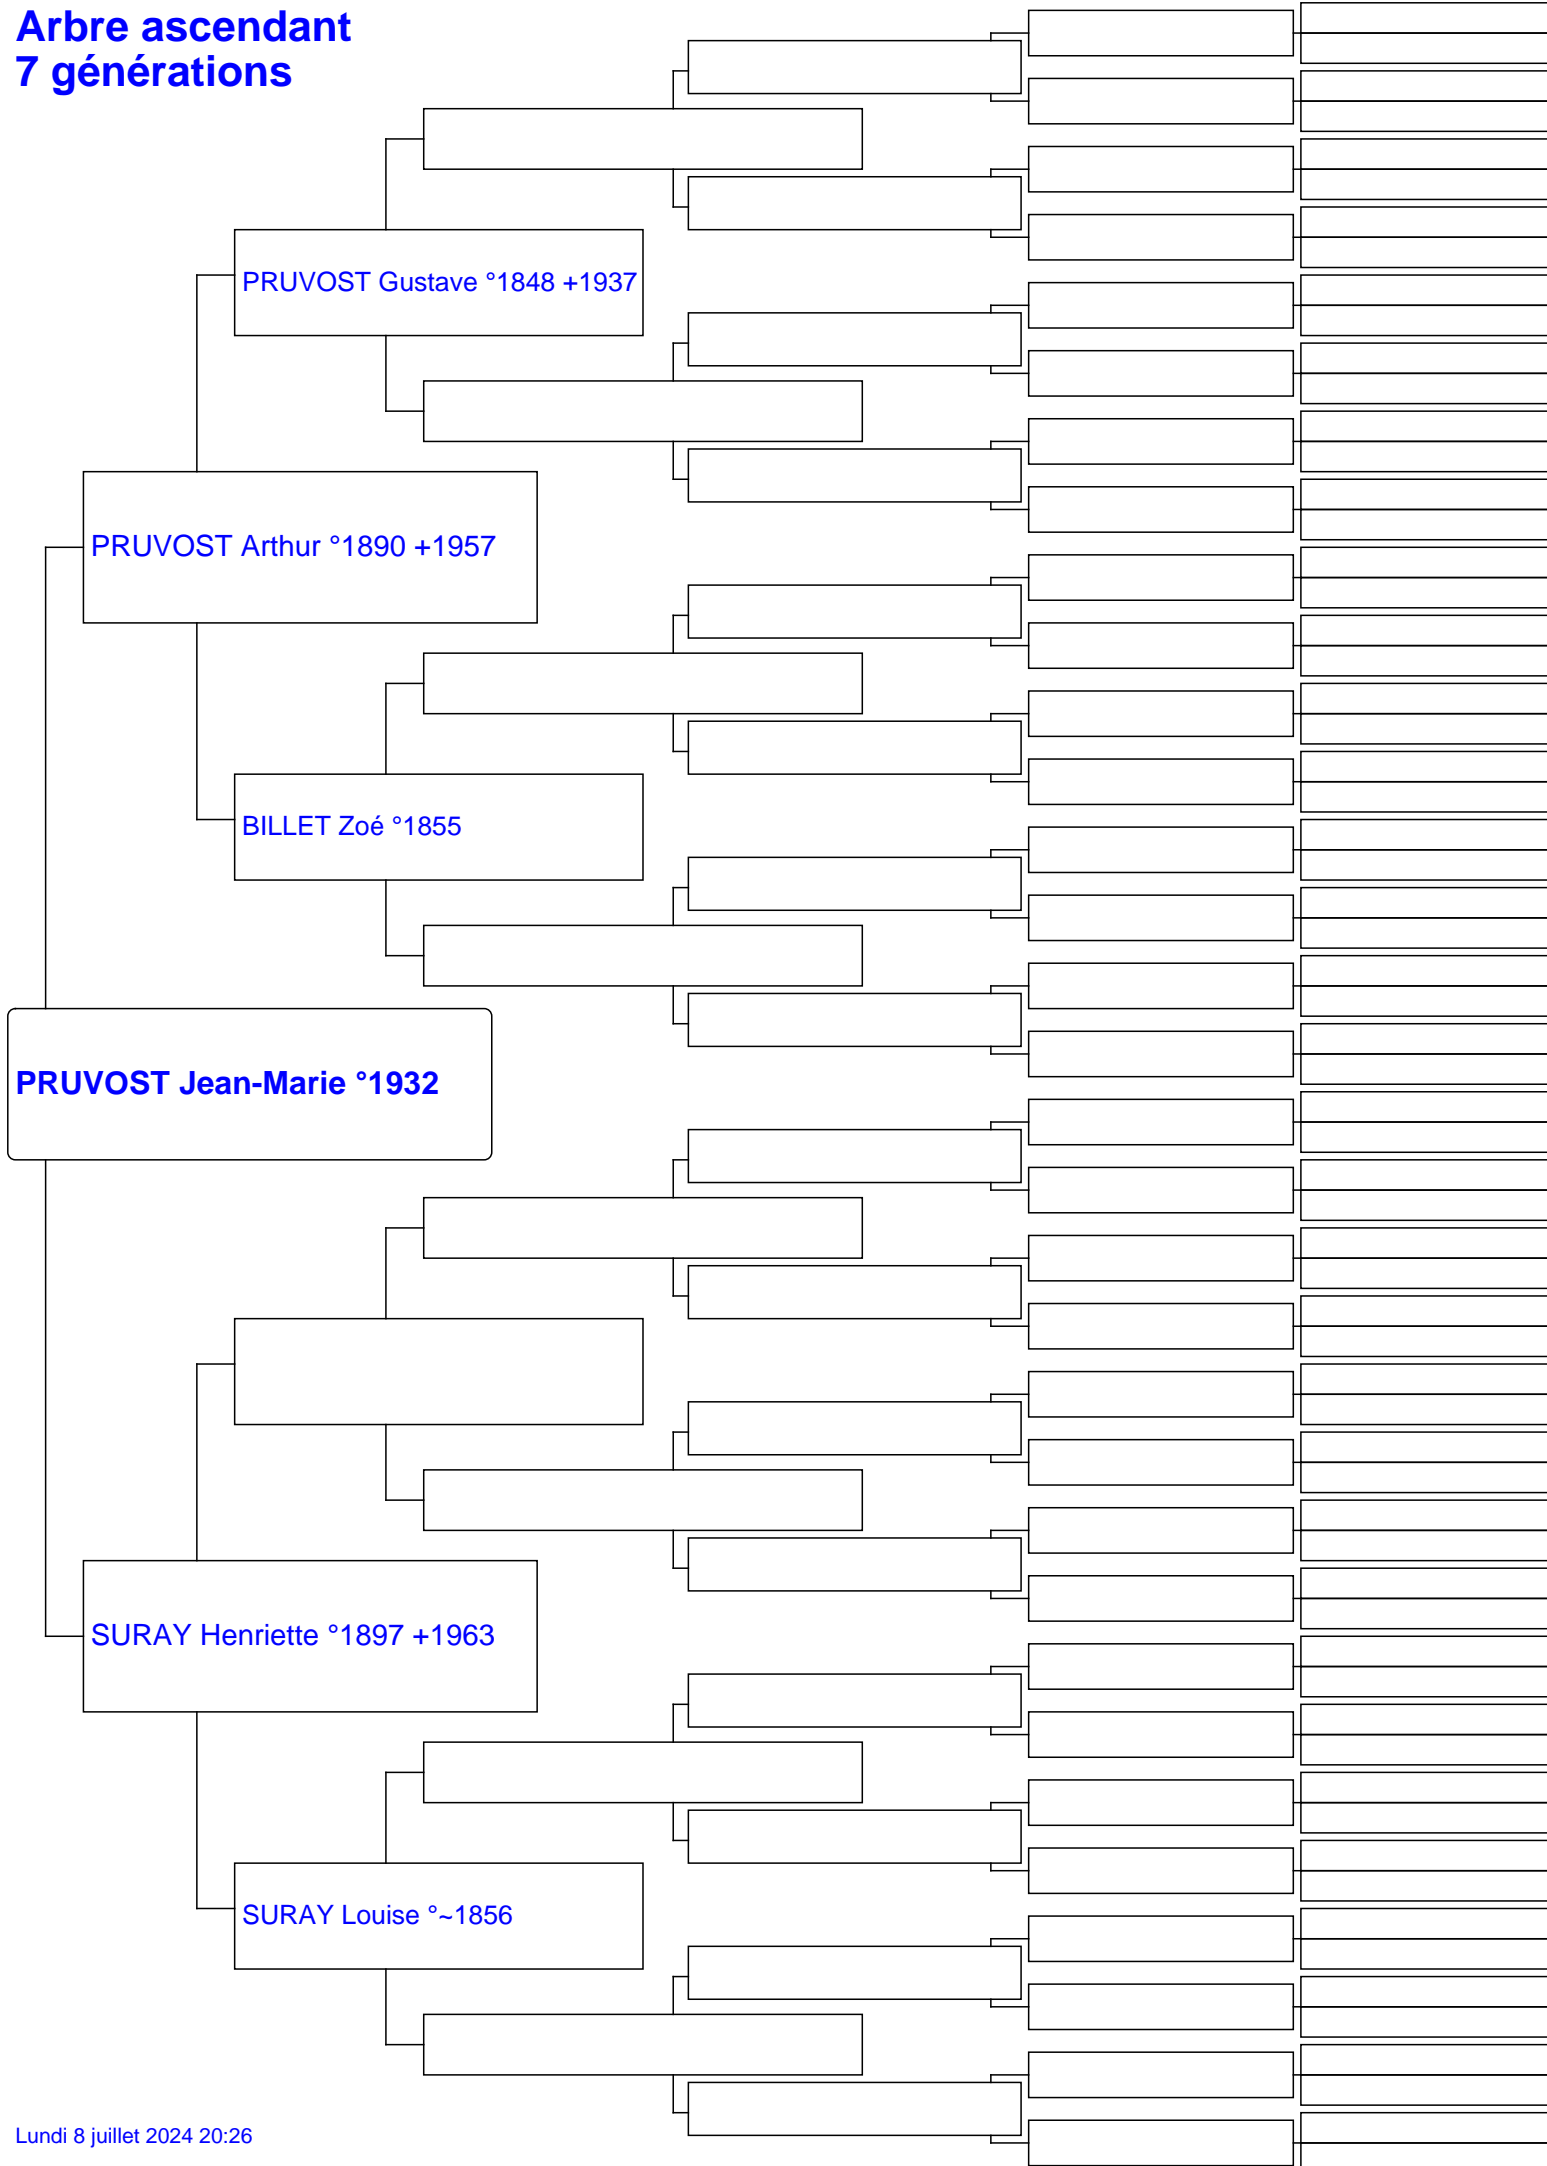 Arbre ascendant
7 générations
PRUVOST Gustave °1848 +1937
PRUVOST Arthur °1890 +1957
BILLET Zoé °1855
PRUVOST Jean-Marie °1932
SURAY Henriette °1897 +1963
SURAY Louise °~1856
Lundi 8 juillet 2024 20:26